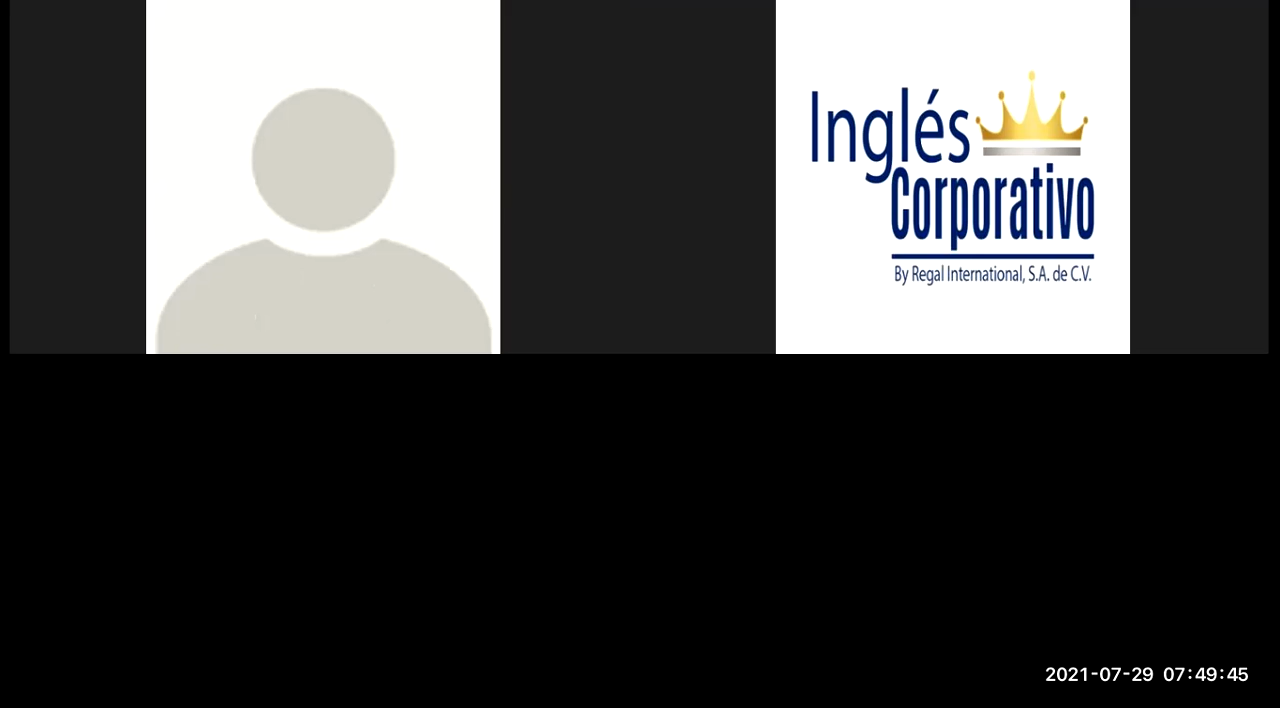 Inglés
Corporativo
By Regal International, S.A. de C.V.
2021-07-29 07:49:45